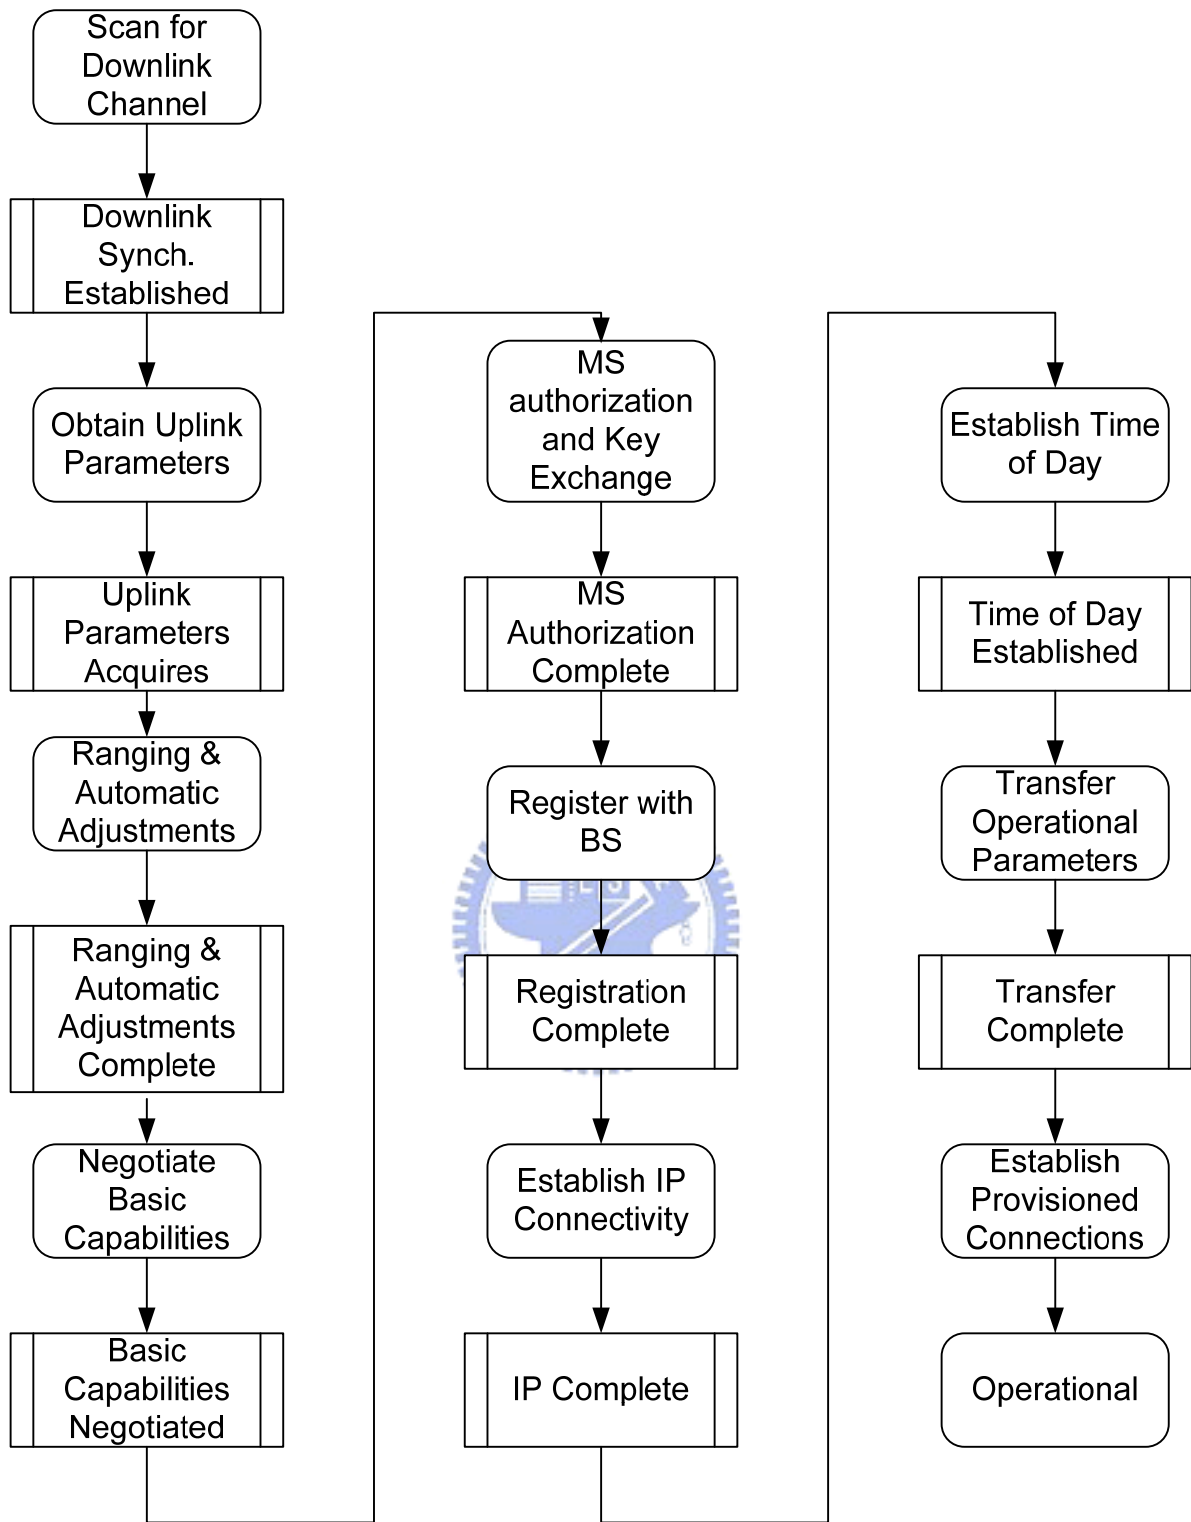 Scan for
Downlink
Channel
Downlink
Synch.
Established
Obtain Uplink
Parameters
Uplink
Parameters
Acquires
Ranging &
Automatic
Adjustments
Ranging &
Automatic
Adjustments
Complete
Negotiate
Basic
Capabilities
Basic
Capabilities
Negotiated
MS
authorization
and Key
Exchange
MS
Authorization
Complete
Register with
BS
Registration
Complete
Establish IP
Connectivity
IP Complete
Establish Time
of Day
Time of Day
Established
Transfer
Operational
Parameters
Transfer
Complete
Establish
Provisioned
Connections
Operational